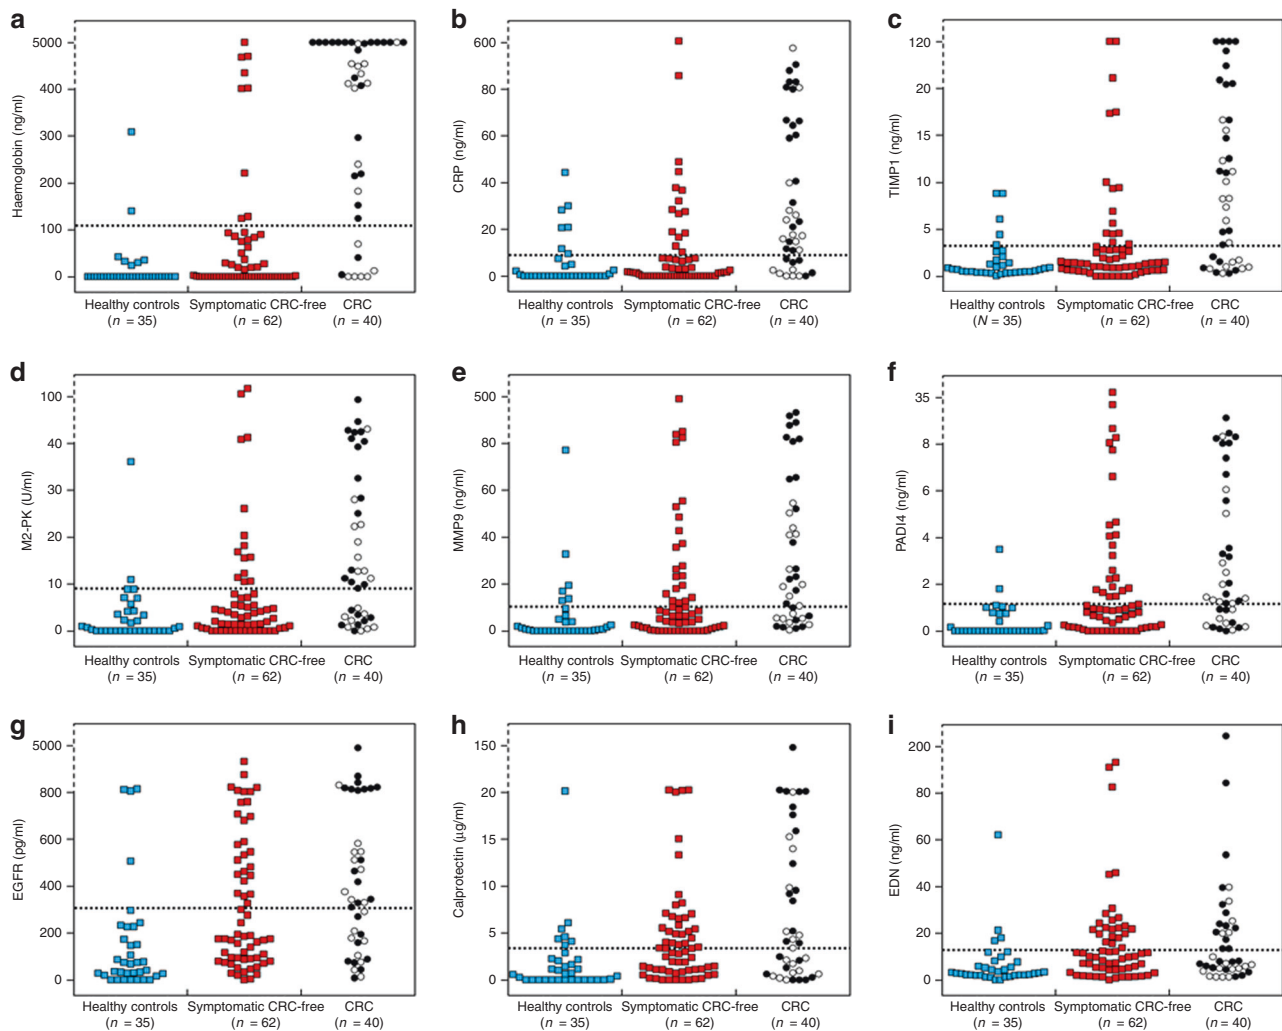 a
Haemoglobin (ng/ml)
5000
400
300
200
100
0
Healthy controls
(n = 35)
Symptomatic CRC-free
(n = 62)
CRC
(n = 40)
b
CRP (ng/ml)
600
80
60
40
20
0
Healthy controls
(n = 35)
Symptomatic CRC-free
(n = 62)
CRC
(n = 40)
c
TIMP1 (ng/ml)
120
20
15
10
5
0
Healthy controls
(N = 35)
Symptomatic CRC-free
(n = 62)
CRC
(n = 40)
d
M2-PK (U/ml)
100
40
30
20
10
0
Healthy controls
(n = 35)
Symptomatic CRC-free
(n = 62)
CRC
(n = 40)
e
MMP9 (ng/ml)
500
80
60
40
20
0
Healthy controls
(n = 35)
Symptomatic CRC-free
(n = 62)
CRC
(n = 40)
f
PADI4 (ng/ml)
35
8
6
4
2
0
Healthy controls
(n = 35)
Symptomatic CRC-free
(n = 62)
CRC
(n = 40)
g
EGFR (pg/ml)
5000
800
600
400
200
0
Healthy controls
(n = 35)
Symptomatic CRC-free
(n = 62)
CRC
(n = 40)
h
Calprotectin (µg/ml)
150
20
15
10
5
0
Healthy controls
(n = 35)
Symptomatic CRC-free
(n = 62)
CRC
(n = 40)
i
EDN (ng/ml)
200
80
60
40
20
0
Healthy controls
(n = 35)
Symptomatic CRC-free
(n = 62)
CRC
(n = 40)